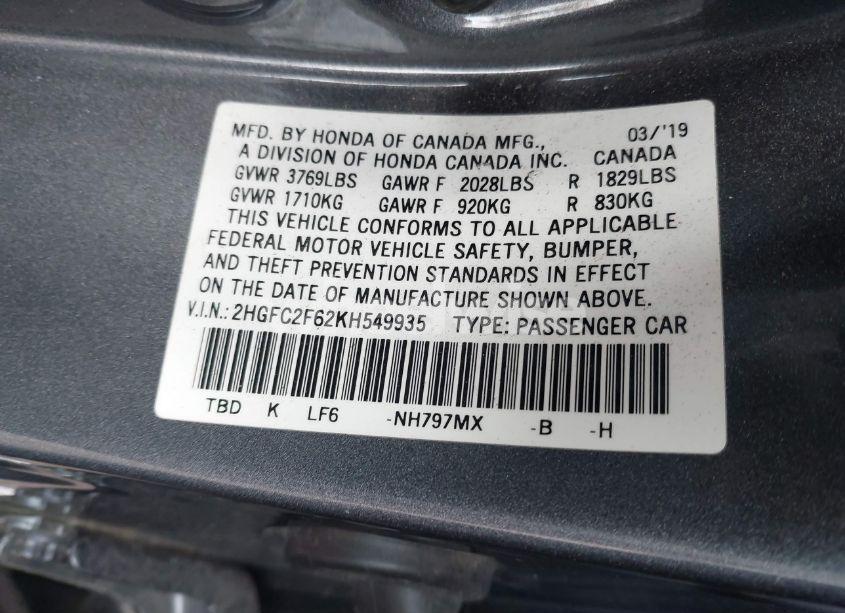 MFD. BY HONDA OF CANADA MFG., 03/'19
A DIVISION OF HONDA CANADA INC. CANADA
GVWR 3769LBS GAWR F 2028LBS R 1829LBS
GVWR 1710KG GAWR F 920KG R 830KG
THIS VEHICLE CONFORMS TO ALL APPLICABLE
FEDERAL MOTOR VEHICLE SAFETY, BUMPER,
AND THEFT PREVENTION STANDARDS IN EFFECT
ON THE DATE OF MANUFACTURE SHOWN ABOVE.
V.I.N.: 2HGFC2F62KH549935 TYPE: PASSENGER CAR
TBD K LF6 -NH797MX -B -H